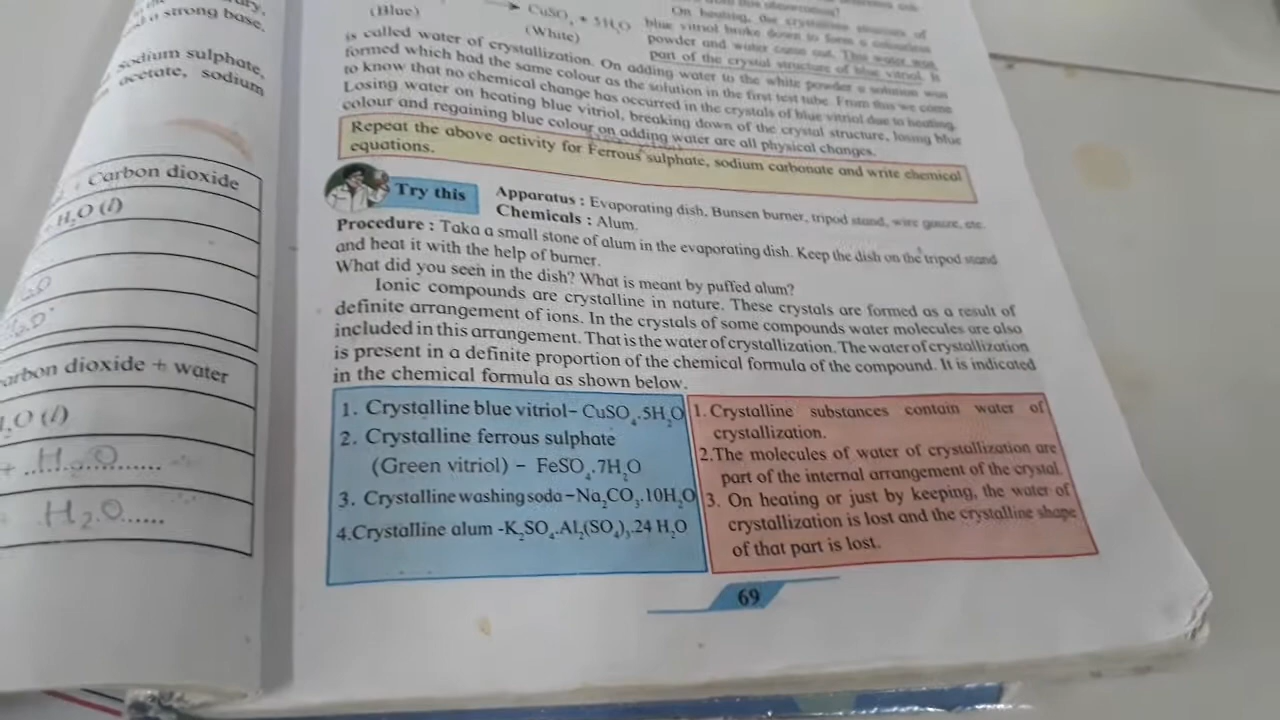 a strong base.
sodium sulphate,
acetate, sodium
Carbon dioxide
H₂O (l)
carbon dioxide + water
H₂O (l)
+ H₂O
H₂O
(Blue)
CuSO₄ + 5H₂O
(White)
On heating, the crystalline structure of
blue vitriol broke down to form a colourless
powder and water came out. This water was
part of the crystal structure of blue vitriol. It
is called water of crystallization. On adding water to the white powder a solution was
formed which had the same colour as the solution in the first test tube. From this we come
to know that no chemical change has occurred in the crystals of blue vitriol due to heating.
Losing water on heating blue vitriol, breaking down of the crystal structure, losing blue
colour and regaining blue colour on adding water are all physical changes.
Repeat the above activity for Ferrous sulphate, sodium carbonate and write chemical
equations.
Try this
Apparatus : Evaporating dish, Bunsen burner, tripod stand, wire gauze, etc.
Chemicals : Alum.
Procedure : Taka a small stone of alum in the evaporating dish. Keep the dish on the tripod stand
and heat it with the help of burner.
What did you seen in the dish? What is meant by puffed alum?
Ionic compounds are crystalline in nature. These crystals are formed as a result of
definite arrangement of ions. In the crystals of some compounds water molecules are also
included in this arrangement. That is the water of crystallization. The water of crystallization
is present in a definite proportion of the chemical formula of the compound. It is indicated
in the chemical formula as shown below.
1. Crystalline blue vitriol– CuSO₄.5H₂O
2. Crystalline ferrous sulphate
(Green vitriol) – FeSO₄.7H₂O
3. Crystalline washing soda –Na₂CO₃.10H₂O
4.Crystalline alum -K₂SO₄.Al₂(SO₄)₃.24 H₂O
1. Crystalline substances contain water of
crystallization.
2.The molecules of water of crystallization are
part of the internal arrangement of the crystal.
3. On heating or just by keeping, the water of
crystallization is lost and the crystalline shape
of that part is lost.
69